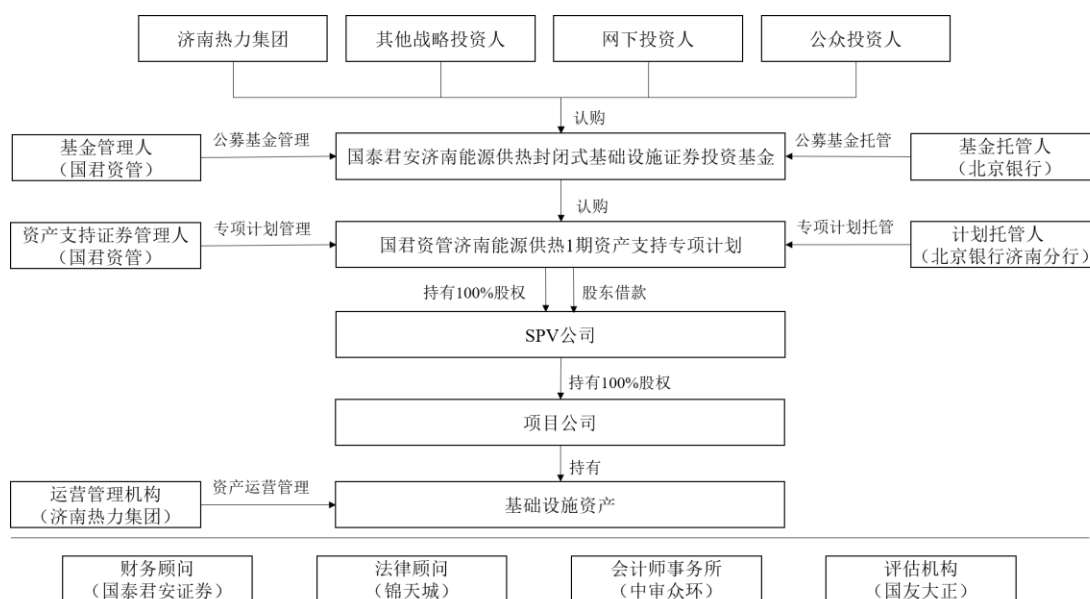 济南热力集团
其他战略投资人
网下投资人
公众投资人
认购
基金管理人
（国君资管）
公募基金管理
国泰君安济南能源供热封闭式基础设施证券投资基金
公募基金托管
基金托管人
（北京银行）
认购
资产支持证券管理人
（国君资管）
专项计划管理
国君资管济南能源供热1期资产支持专项计划
专项计划托管
计划托管人
（北京银行济南分行）
持有100%股权
股东借款
SPV公司
持有100%股权
项目公司
持有
运营管理机构
（济南热力集团）
资产运营管理
基础设施资产
财务顾问
（国泰君安证券）
法律顾问
（锦天城）
会计师事务所
（中审众环）
评估机构
（国友大正）